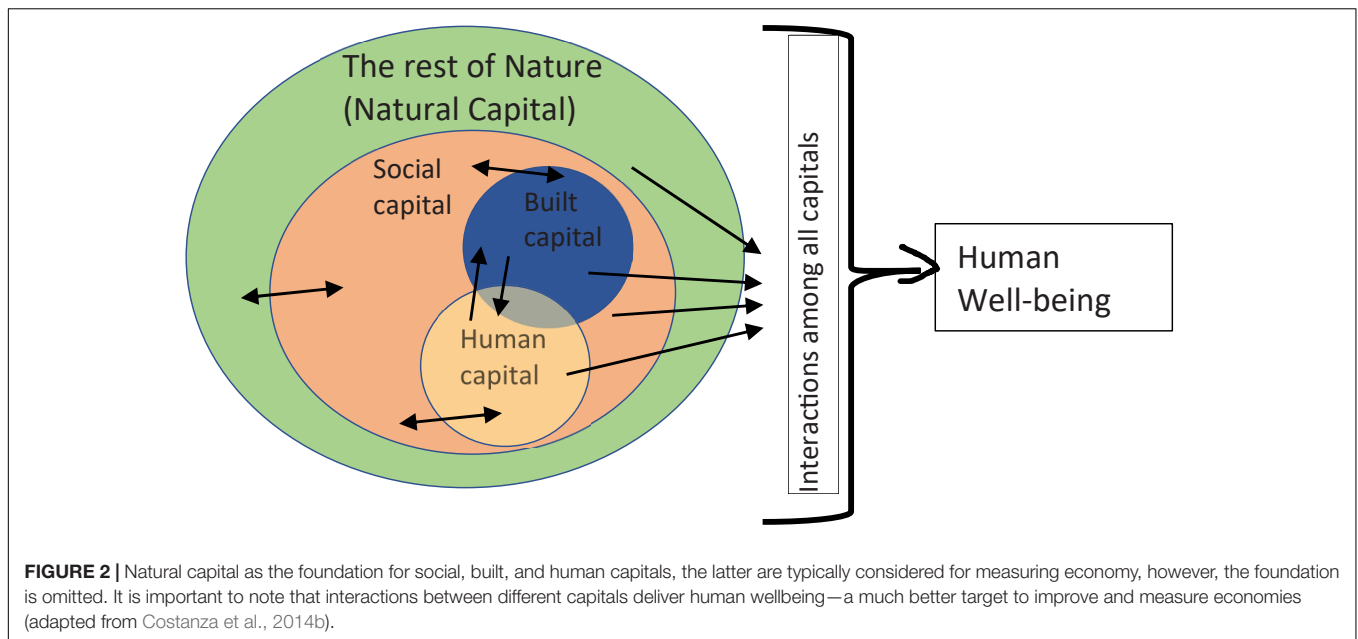 The rest of Nature
(Natural Capital)
Social
capital
Built
capital
Human
capital
Interactions among all capitals
Human
Well-being
FIGURE 2 | Natural capital as the foundation for social, built, and human capitals, the latter are typically considered for measuring economy, however, the foundation
is omitted. It is important to note that interactions between different capitals deliver human wellbeing—a much better target to improve and measure economies
(adapted from Costanza et al., 2014b).